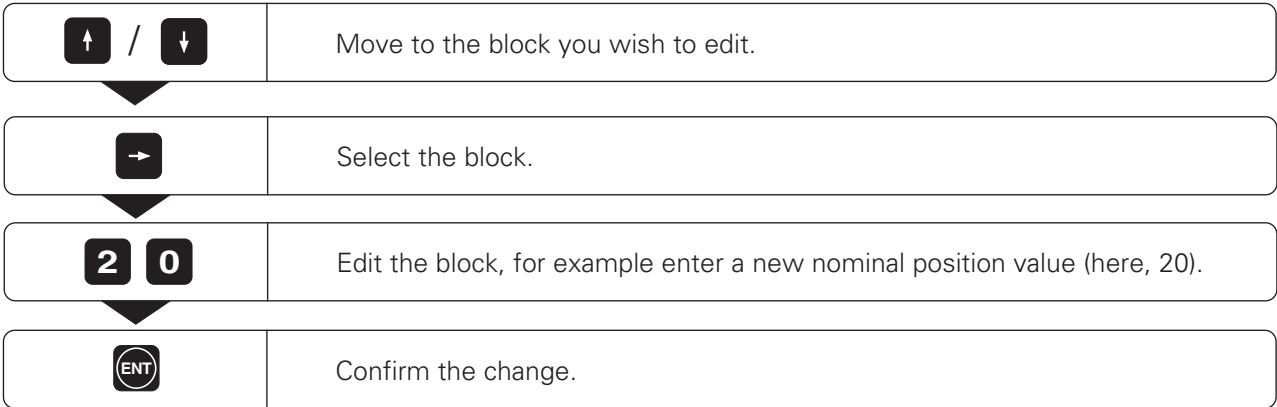 /
Move to the block you wish to edit.
Select the block.
2 0
Edit the block, for example enter a new nominal position value (here, 20).
ENT
Confirm the change.